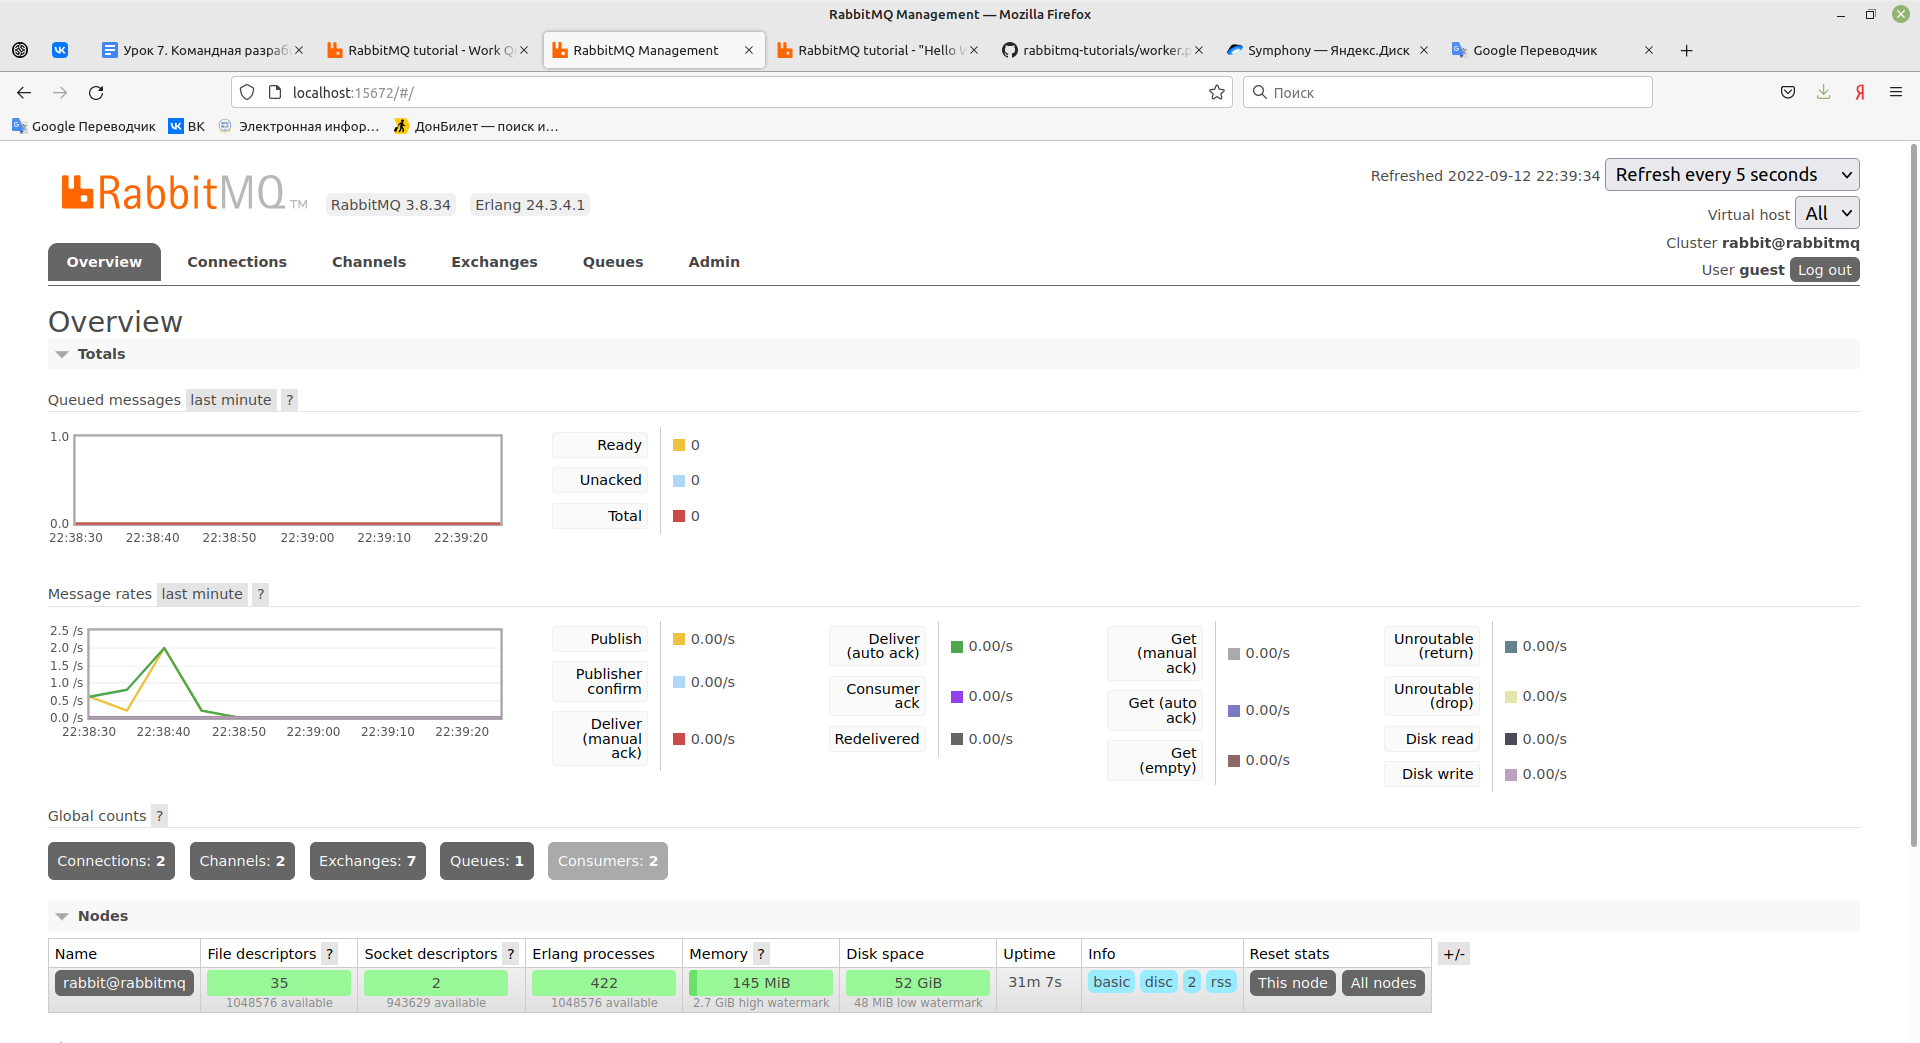 RabbitMQ Management — Mozilla Firefox
Урок 7. Командная разраб
RabbitMQ tutorial - Work Q
RabbitMQ Management
RabbitMQ tutorial - "Hello W
rabbitmq-tutorials/worker.p
Symphony — Яндекс.Диск
Google Переводчик
localhost:15672/#/
Поиск
Google Переводчик
ВК
Электронная инфор…
ДонБилет — поиск и…
RabbitMQ TM
RabbitMQ 3.8.34
Erlang 24.3.4.1
Refreshed 2022-09-12 22:39:34
Refresh every 5 seconds
Virtual host All
Cluster rabbit@rabbitmq
User guest Log out
Overview
Connections
Channels
Exchanges
Queues
Admin
Overview
Totals
Queued messages last minute ?
1.0
0.0
22:38:30 22:38:40 22:38:50 22:39:00 22:39:10 22:39:20
Ready 0
Unacked 0
Total 0
Message rates last minute ?
2.5 /s
2.0 /s
1.5 /s
1.0 /s
0.5 /s
0.0 /s
22:38:30 22:38:40 22:38:50 22:39:00 22:39:10 22:39:20
Publish 0.00/s
Publisher
confirm 0.00/s
Deliver
(manual
ack) 0.00/s
Deliver
(auto ack) 0.00/s
Consumer
ack 0.00/s
Redelivered 0.00/s
Get
(manual
ack) 0.00/s
Get (auto
ack) 0.00/s
Get
(empty) 0.00/s
Unroutable
(return) 0.00/s
Unroutable
(drop) 0.00/s
Disk read 0.00/s
Disk write 0.00/s
Global counts ?
Connections: 2
Channels: 2
Exchanges: 7
Queues: 1
Consumers: 2
Nodes
Name File descriptors ? Socket descriptors ? Erlang processes Memory ? Disk space Uptime Info Reset stats +/-
rabbit@rabbitmq 35 2 422 145 MiB 52 GiB 31m 7s basic disc 2 rss This node All nodes
1048576 available 943629 available 1048576 available 2.7 GiB high watermark 48 MiB low watermark